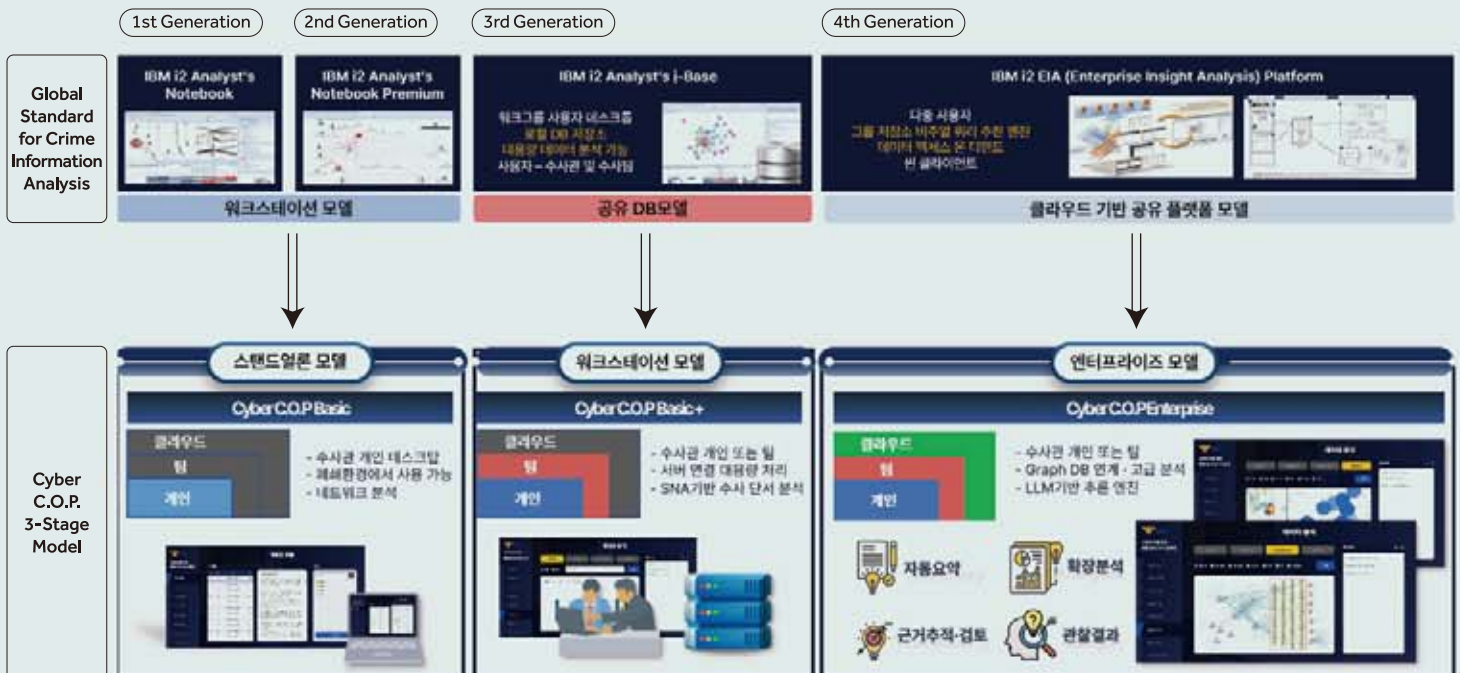 1st Generation
2nd Generation
3rd Generation
4th Generation
Global
Standard
for Crime
Information
Analysis
IBM i2 Analyst's
Notebook
IBM i2 Analyst's
Notebook Premium
워크스테이션 모델
IBM i2 Analyst's i-Base
워크그룹 사용자 데스크톱
로컬 DB 저장소
대용량 데이터 분석 가능
사용자 – 수사관 및 수사팀
공유 DB모델
IBM i2 EIA (Enterprise Insight Analysis) Platform
다중 사용자
그룹 저장소 비주얼 쿼리 추천 엔진
데이터 액세스 온 디맨드
씬 클라이언트
클라우드 기반 공유 플랫폼 모델
Cyber
C.O.P.
3-Stage
Model
스탠드얼론 모델
Cyber C.O.P Basic
클라우드
팀
개인
- 수사관 개인 데스크탑
- 폐쇄환경에서 사용 가능
- 네트워크 분석
워크스테이션 모델
Cyber C.O.P Basic +
클라우드
팀
개인
- 수사관 개인 또는 팀
- 서버 연결 대용량 처리
- SNA기반 수사 단서 분석
엔터프라이즈 모델
Cyber C.O.P Enterprise
클라우드
팀
개인
- 수사관 개인 또는 팀
- Graph DB 연계 · 고급 분석
- LLM기반 추론 엔진
자동요약
확장분석
근거추적·검토
관찰결과